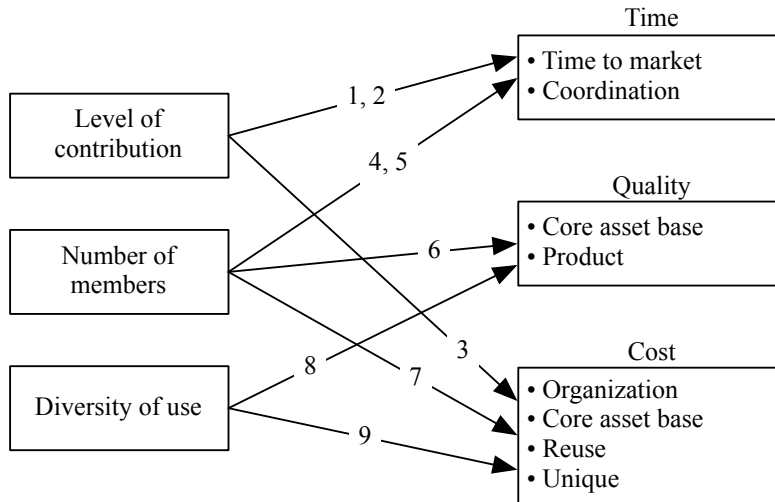 Time
• Time to market
• Coordination
Level of
contribution
1, 2
4, 5
Quality
• Core asset base
• Product
Number of
members
6
3
Cost
• Organization
• Core asset base
• Reuse
• Unique
Diversity of use
8
7
9